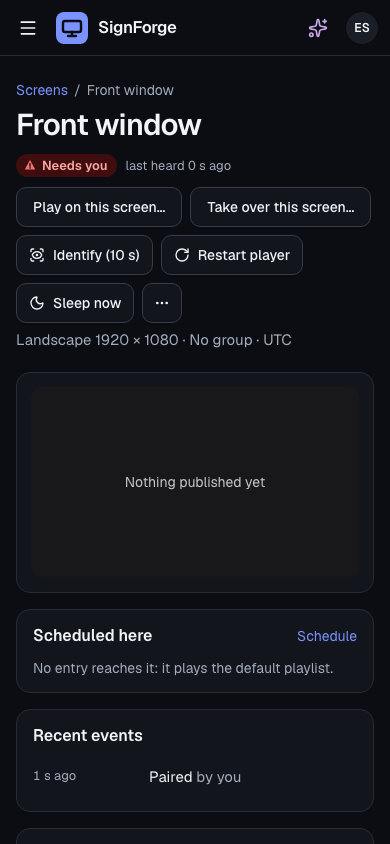 SignForge
ES
Screens / Front window
Front window
Needs you last heard 0 s ago
Play on this screen... Take over this screen...
Identify (10 s) Restart player
Sleep now ...
Landscape 1920 × 1080 · No group · UTC
Nothing published yet
Scheduled here Schedule
No entry reaches it: it plays the default playlist.
Recent events
1 s ago Paired by you